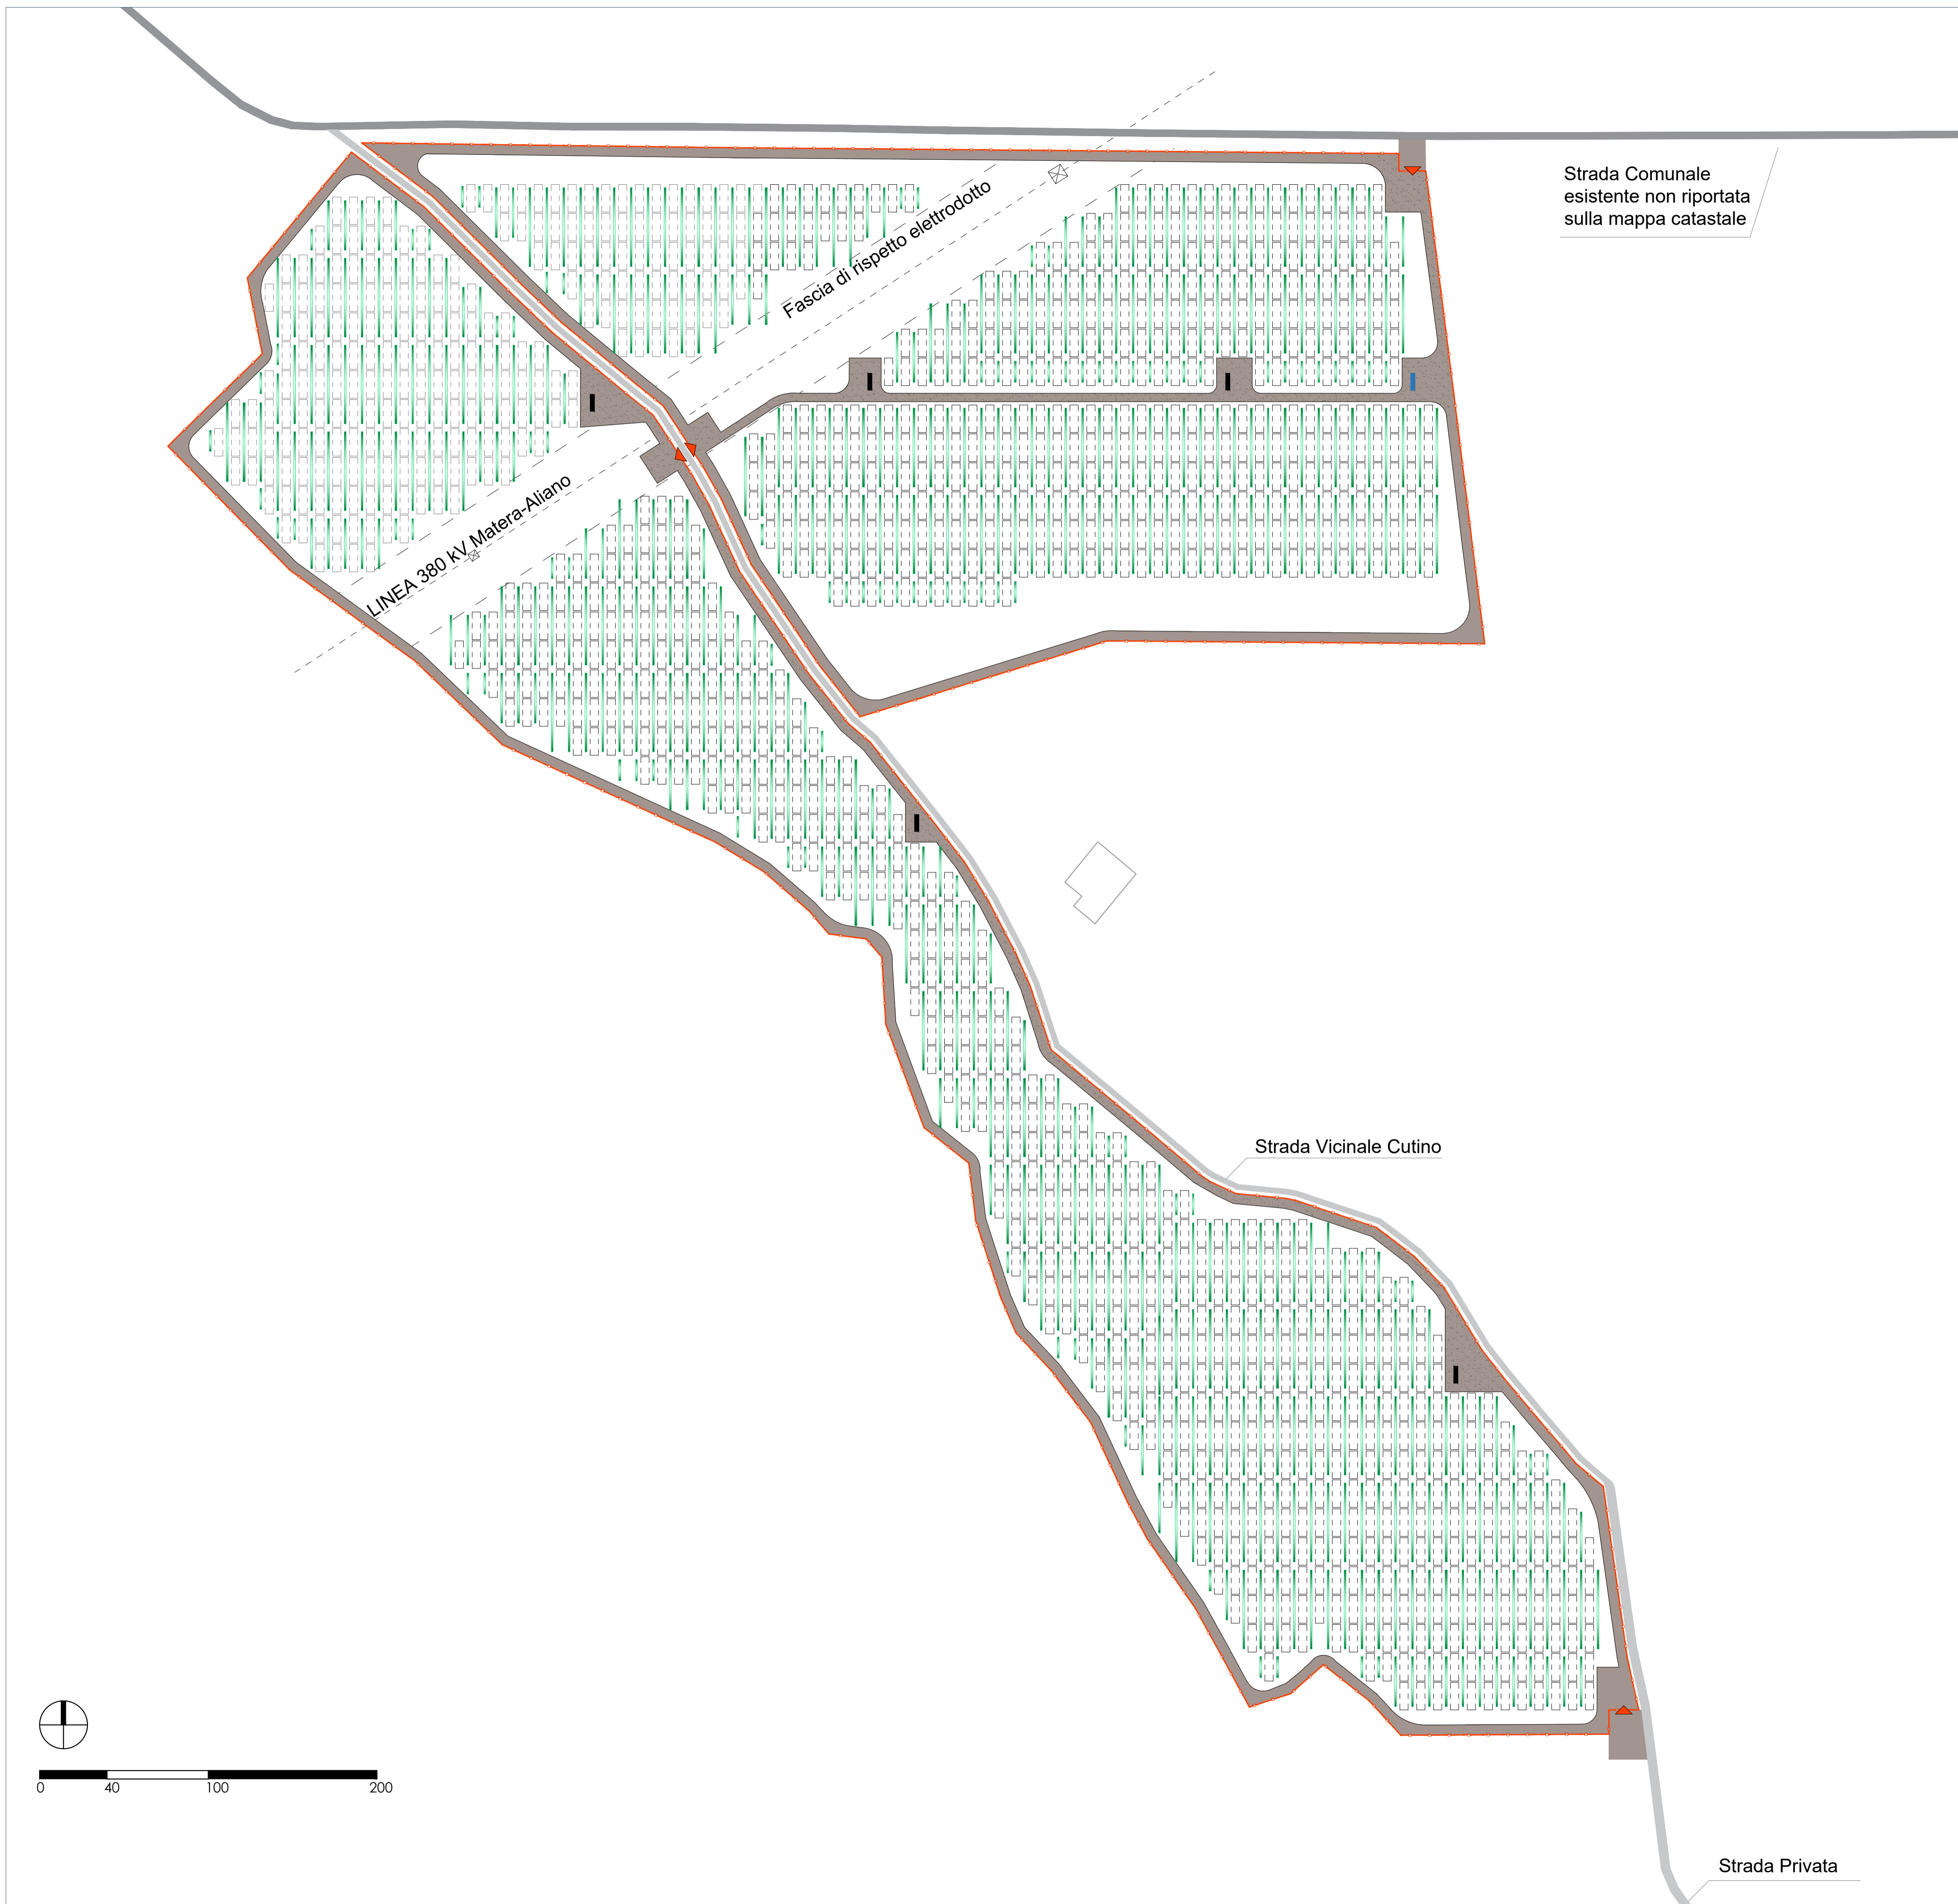 Strada Comunale
esistente non riportata
sulla mappa catastale
Fascia di rispetto elettrodotto
LINEA 380 kV Matera-Aliano
Strada Vicinale Cutino
0 40 100 200
Strada Privata